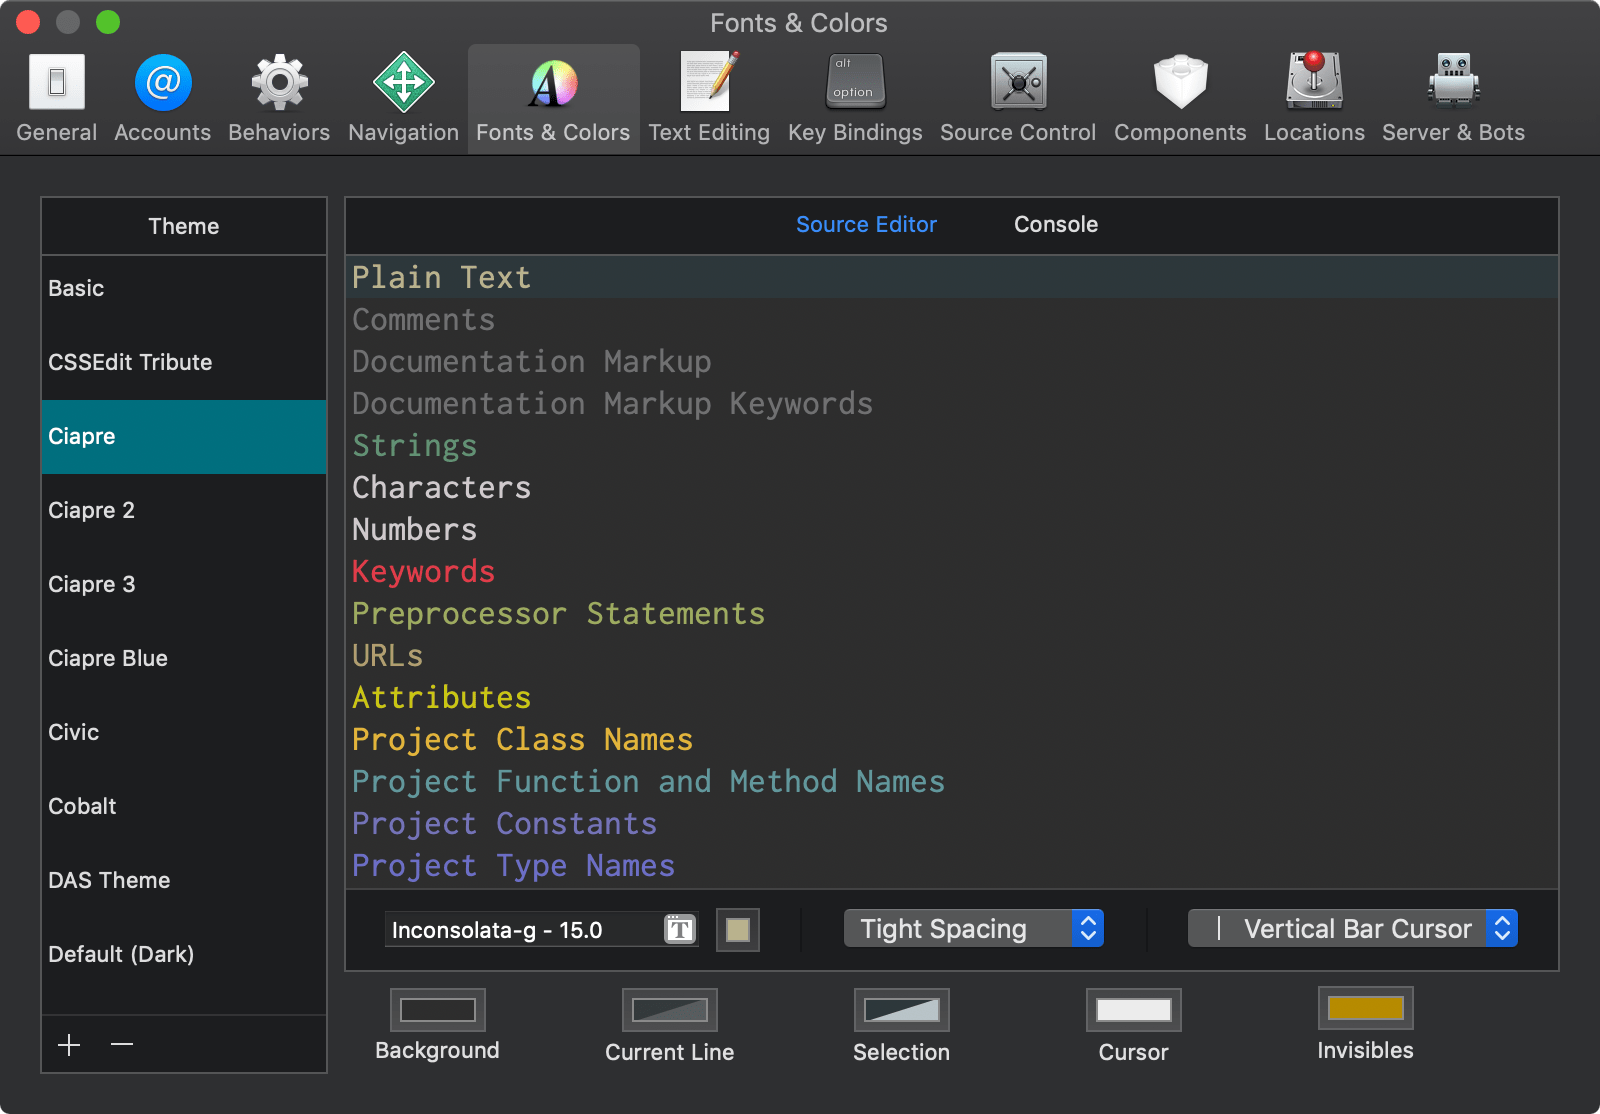 Fonts & Colors
General Accounts Behaviors Navigation Fonts & Colors Text Editing alt option Key Bindings Source Control Components Locations Server & Bots
Theme
Basic
CSSEdit Tribute
Ciapre
Ciapre 2
Ciapre 3
Ciapre Blue
Civic
Cobalt
DAS Theme
Default (Dark)
Source Editor Console
Plain Text
Comments
Documentation Markup
Documentation Markup Keywords
Strings
Characters
Numbers
Keywords
Preprocessor Statements
URLs
Attributes
Project Class Names
Project Function and Method Names
Project Constants
Project Type Names
Inconsolata-g - 15.0 T Tight Spacing Vertical Bar Cursor
Background Current Line Selection Cursor Invisibles